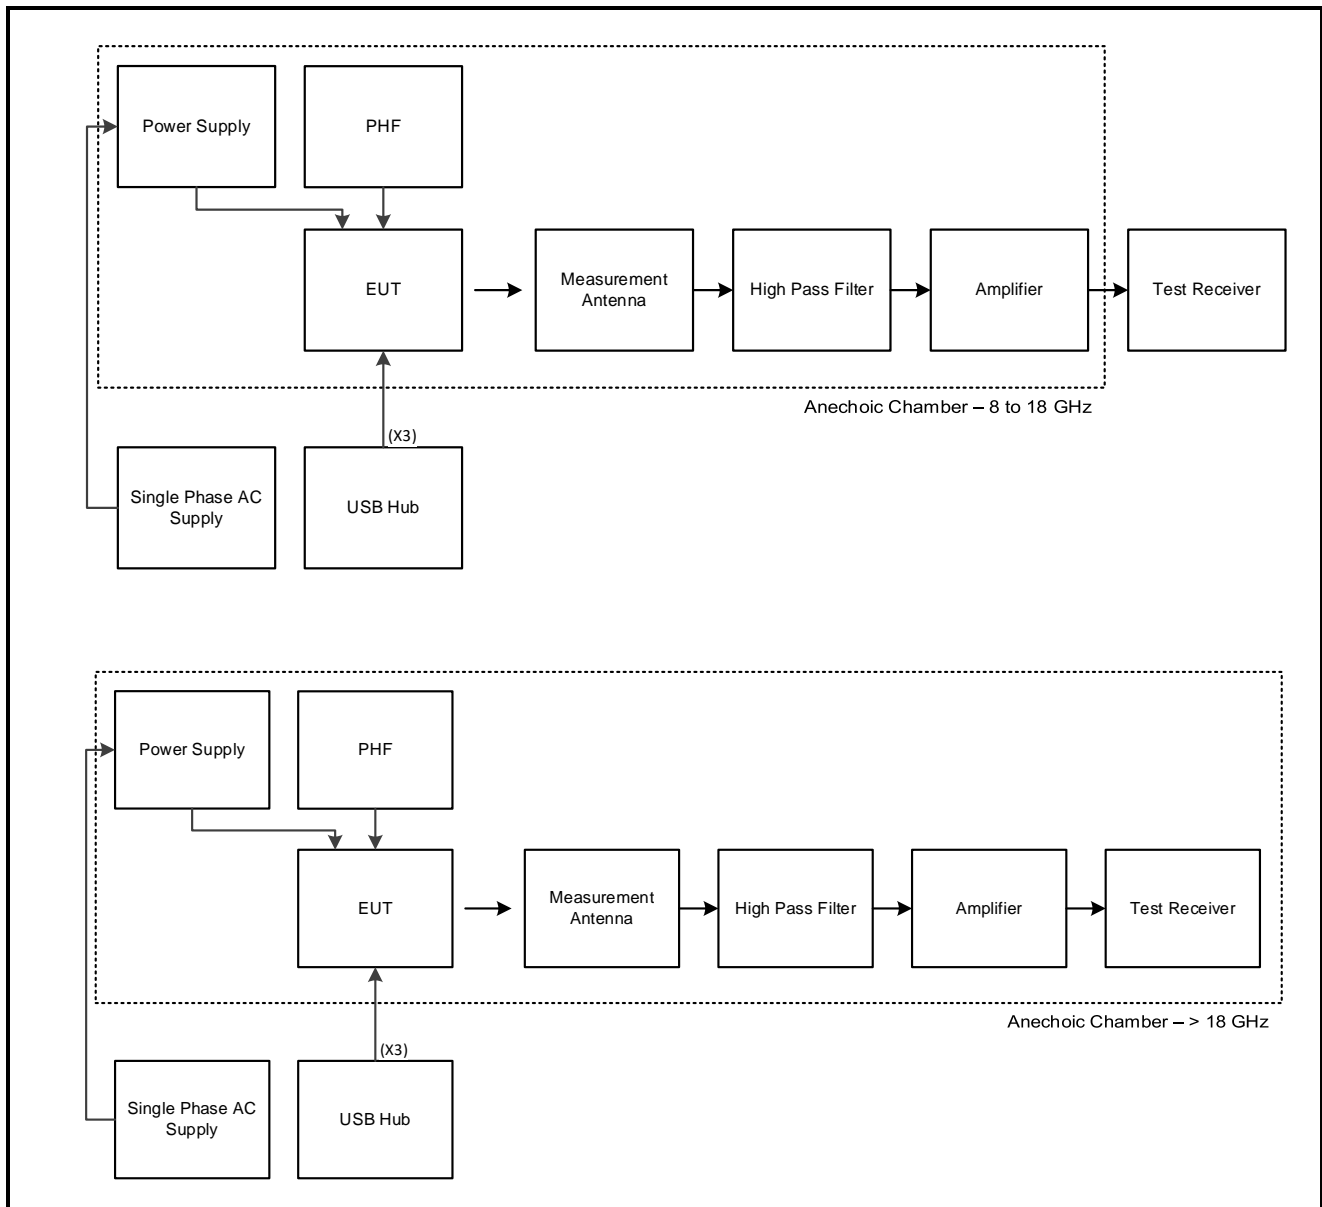 Power Supply
PHF
EUT
Measurement
Antenna
High Pass Filter
Amplifier
Test Receiver
Anechoic Chamber – 8 to 18 GHz
(X3)
Single Phase AC
Supply
USB Hub
Power Supply
PHF
EUT
Measurement
Antenna
High Pass Filter
Amplifier
Test Receiver
Anechoic Chamber – > 18 GHz
(X3)
Single Phase AC
Supply
USB Hub